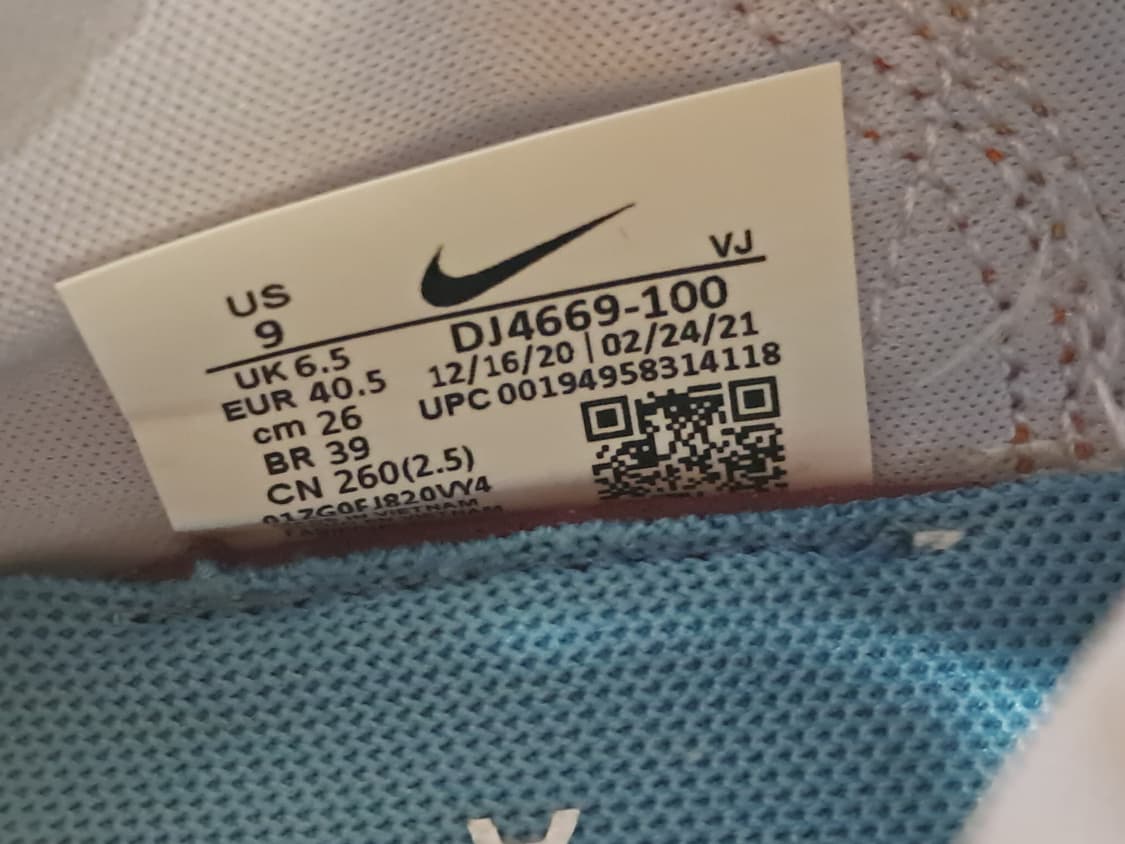 US
9
VJ
DJ4669-100
12/16/20 | 02/24/21
UPC 00194958314118
UK 6.5
EUR 40.5
cm 26
BR 39
CN 260(2.5)
VIETNAM